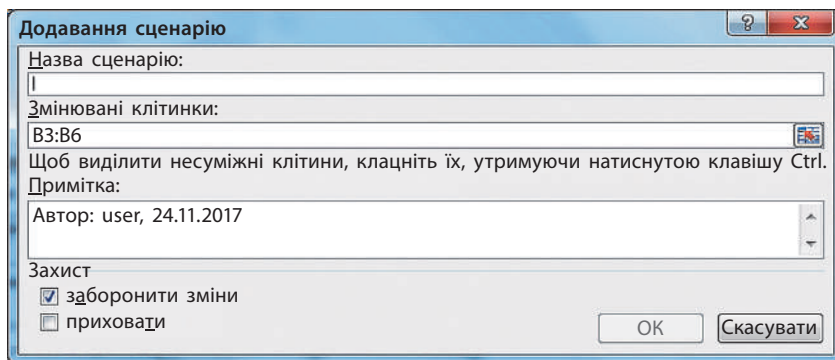 Додавання сценарію
Назва сценарію:
Змінювані клітинки:
B3:B6
Щоб виділити несуміжні клітини, клацніть їх, утримуючи натиснутою клавішу Ctrl.
Примітка:
Автор: user, 24.11.2017
Захист
заборонити зміни
приховати
ОК
Скасувати